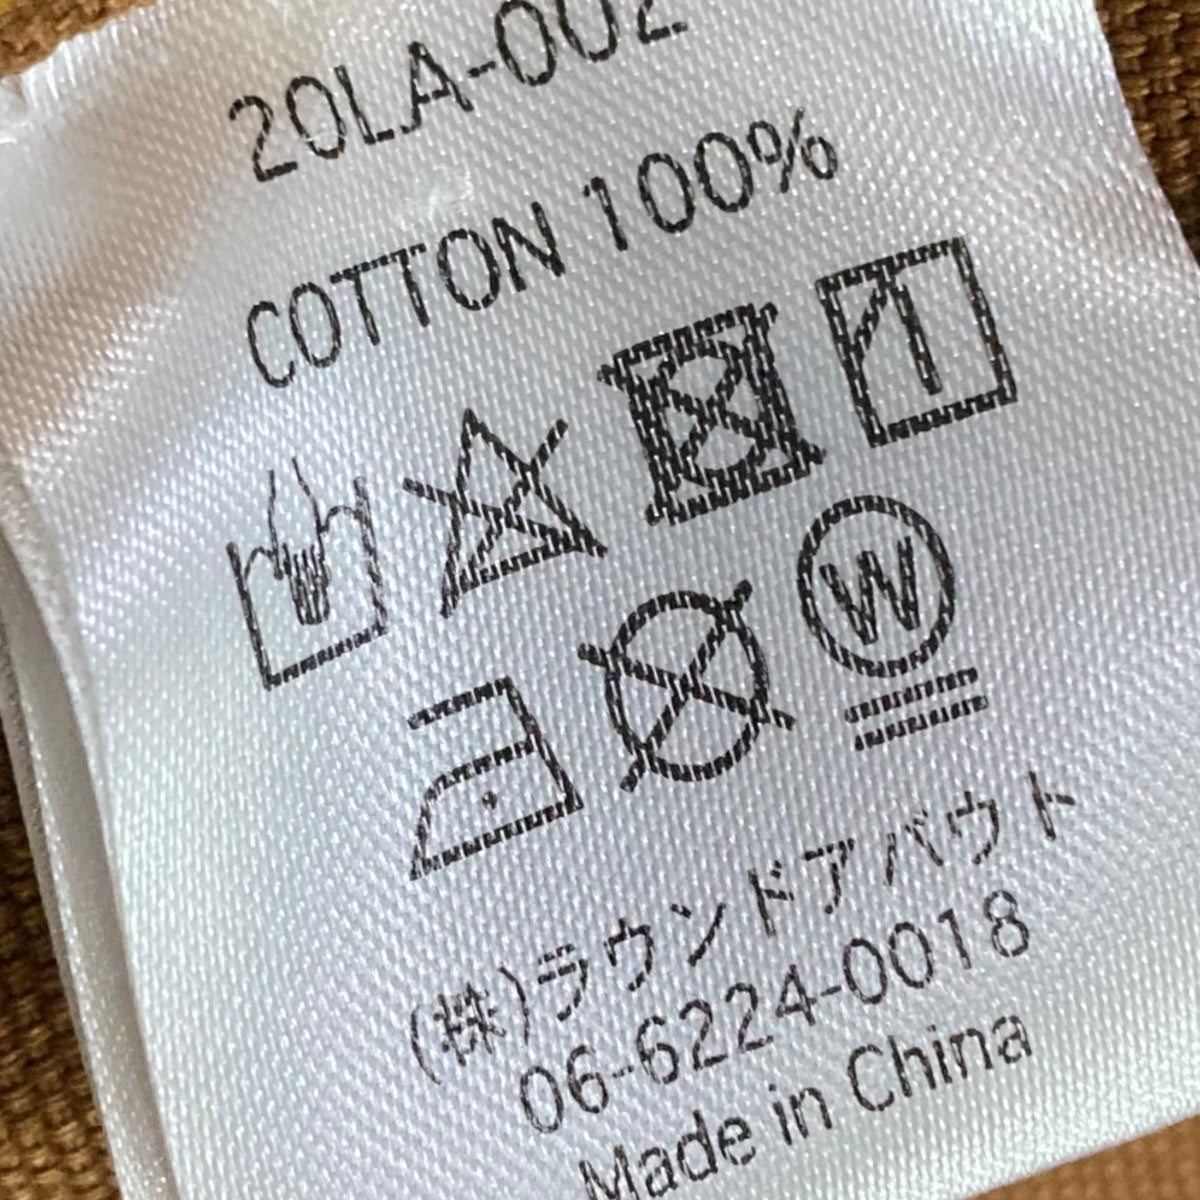 20LA-002
COTTON 100%
W
(株)ラウンドアバウト
06-6224-0018
Made in China